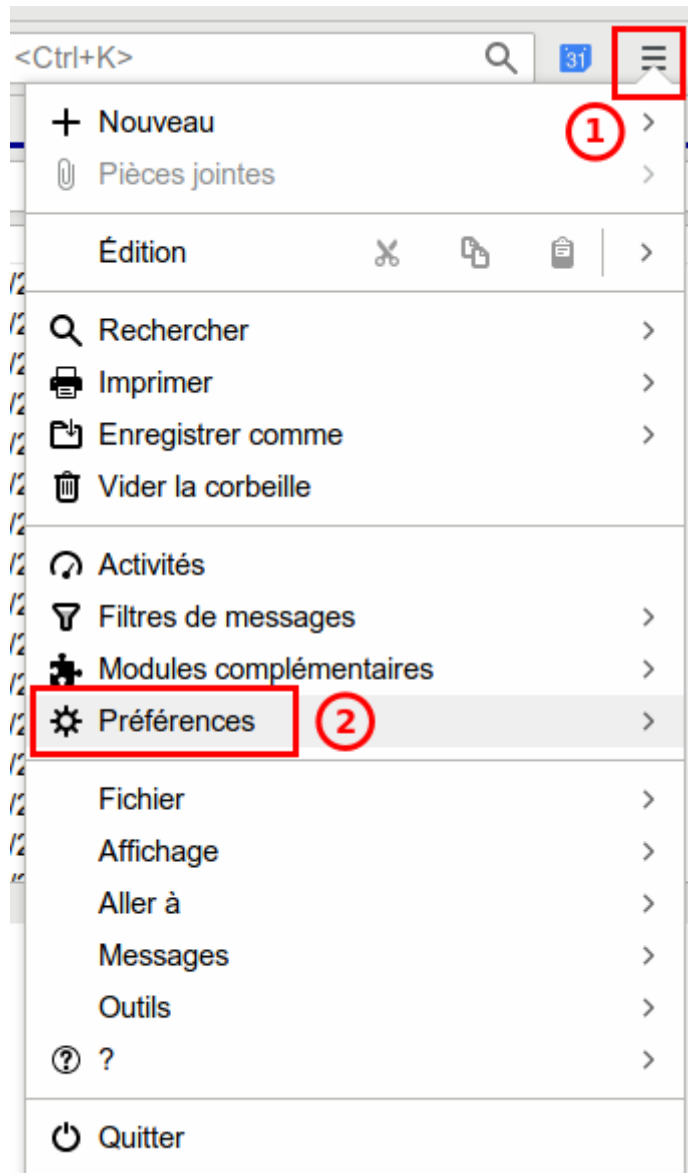 <Ctrl+K>
31
1
Nouveau
Pièces jointes
Édition
Rechercher
Imprimer
Enregistrer comme
Vider la corbeille
Activités
Filtres de messages
Modules complémentaires
Préférences
2
Fichier
Affichage
Aller à
Messages
Outils
?
Quitter